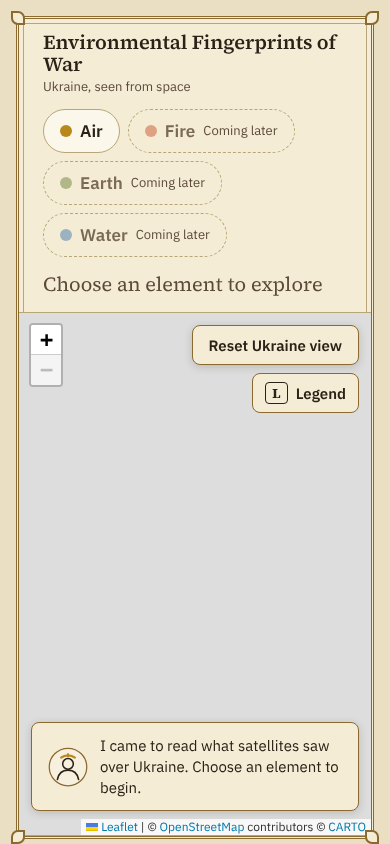 Environmental Fingerprints of
War
Ukraine, seen from space
Air
Fire Coming later
Earth Coming later
Water Coming later
Choose an element to explore
+
−
Reset Ukraine view
L Legend
I came to read what satellites saw
over Ukraine. Choose an element to
begin.
Leaflet | © OpenStreetMap contributors © CARTO